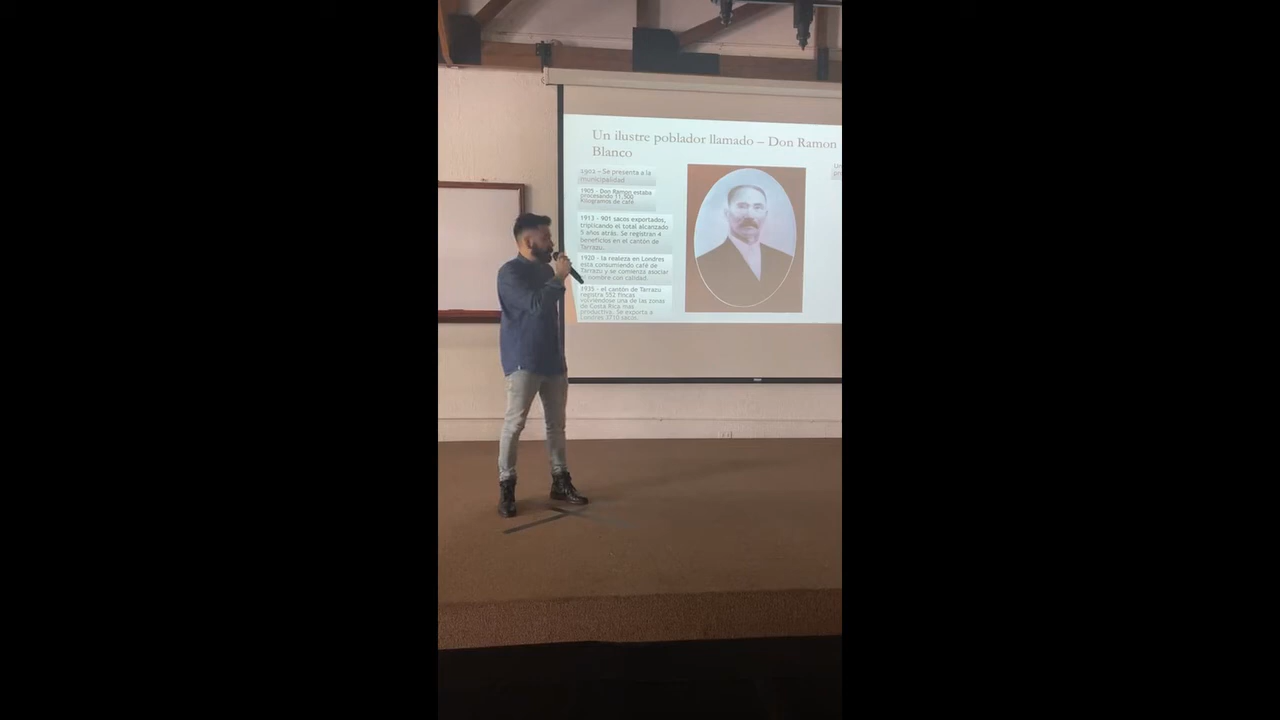 Un ilustre poblador llamado – Don Ramon
Blanco
1902 – Se presenta a la
municipalidad
1905 - Don Ramon estaba
procesando 11,500
kilogramos de café
1913 - 901 sacos exportados,
triplicando el total alcanzado
5 años atrás. Se registran 4
beneficios en el cantón de
Tarrazu.
1920 - la realeza en Londres
esta consumiendo café de
Tarrazu y se comienza asociar
el nombre con calidad.
1935 - el cantón de Tarrazu
registra 552 fincas
volviéndose una de las zonas
de Costa Rica mas
productiva. Se exporta a
Londres 3710 sacos.